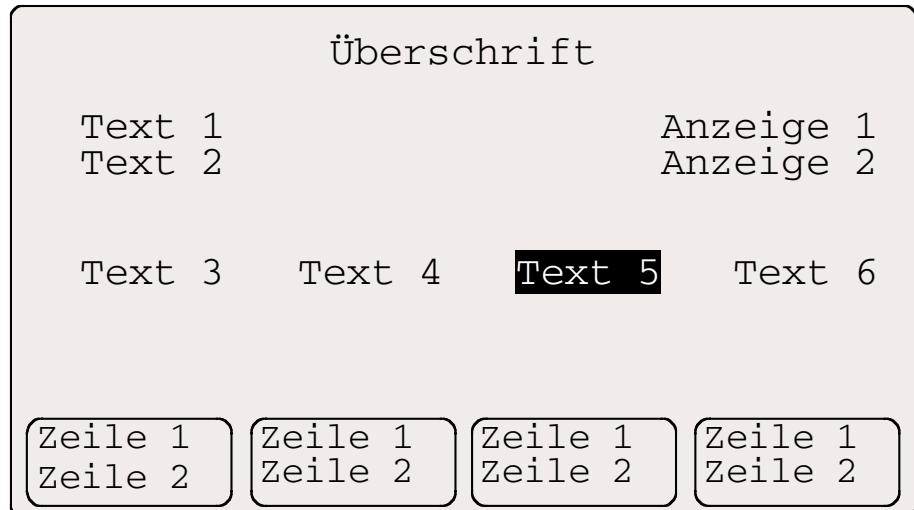 Überschrift
Text 1 Anzeige 1
Text 2 Anzeige 2
Text 3 Text 4 Text 5 Text 6
Zeile 1 Zeile 1 Zeile 1 Zeile 1
Zeile 2 Zeile 2 Zeile 2 Zeile 2